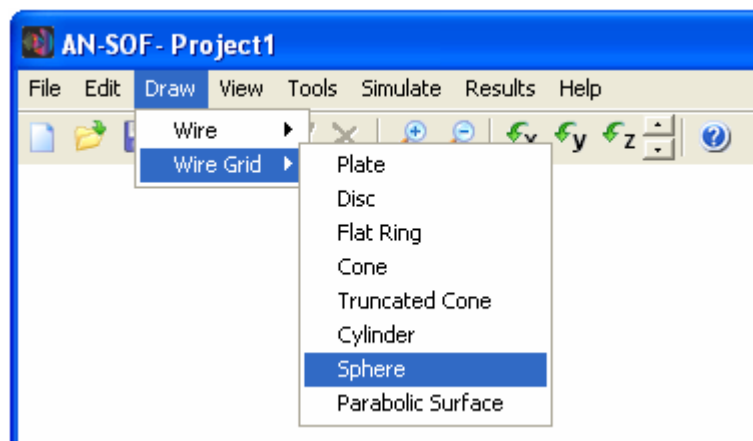 AN-SOF - Project1
File Edit Draw View Tools Simulate Results Help
Wire
x y z ?
Wire Grid
Plate
Disc
Flat Ring
Cone
Truncated Cone
Cylinder
Sphere
Parabolic Surface